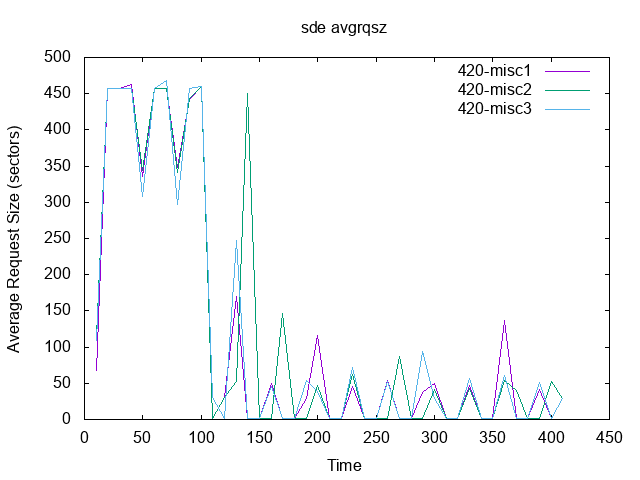 sde avgrqsz
500
450
400
350
300
250
200
150
100
50
0
0 50 100 150 200 250 300 350 400 450
Average Request Size (sectors)
Time
420-misc1
420-misc2
420-misc3